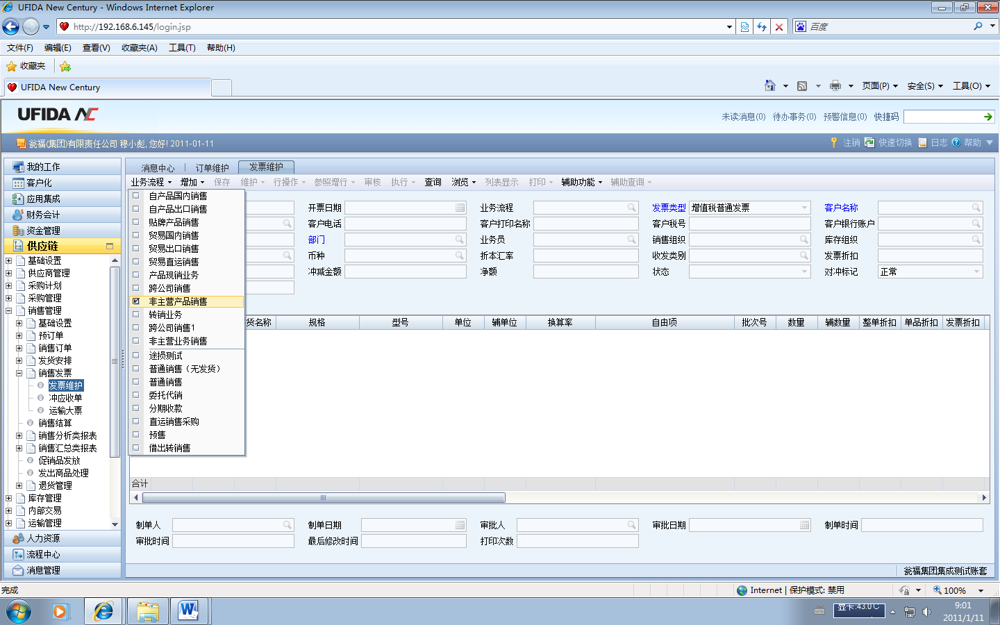 UFIDA New Century - Windows Internet Explorer
http://192.168.6.145/login.jsp
百度
文件(F) 编辑(E) 查看(V) 收藏夹(A) 工具(T) 帮助(H)
收藏夹
UFIDA New Century
页面(P) 安全(S) 工具(O)
UFIDA NC
未读消息(0) 待办事务(0) 预警信息(0) 快捷码
瓮福(集团)有限责任公司 穆小彪, 您好! 2011-01-11
注销 快速切换 日志 帮助
我的工作
客户化
应用集成
财务会计
资金管理
供应链
基础设置
供应商管理
采购计划
采购管理
销售管理
基础设置
预订单
销售订单
发货安排
销售发票
发票维护
冲应收单
运输大票
销售结算
销售分析类报表
销售汇总类报表
促销品发放
发出商品处理
退货管理
库存管理
内部交易
运输管理
人力资源
流程中心
消息管理
消息中心 订单维护 发票维护
业务流程 增加 保存 维护 行操作 参照增行 审核 执行 查询 浏览 列表显示 打印 辅助功能 辅助查询
自产品国内销售
自产品出口销售
贴牌产品销售
贸易国内销售
贸易出口销售
贸易直运销售
产品现销业务
跨公司销售
非主营产品销售
转销业务
跨公司销售1
非主营业务销售
途损测试
普通销售（无发货）
普通销售
委托代销
分期收款
直运销售采购
预售
借出转销售
开票日期 业务流程 发票类型 增值税普通发票 客户名称
客户电话 客户打印名称 客户税号 客户银行账户
部门 业务员 销售组织 库存组织
币种 折本汇率 收发类别 发票折扣
冲减金额 净额 状态 对冲标记 正常
货名称 规格 型号 单位 辅单位 换算率 自由项 批次号 数量 辅数量 整单折扣 单品折扣 发票折扣
合计
制单人 制单日期 审批人 审批日期 制单时间
审批时间 最后修改时间 打印次数
瓮福集团集成测试账套
完成
Internet | 保护模式: 禁用
100%
显卡:43.0℃
9:01
2011/1/11